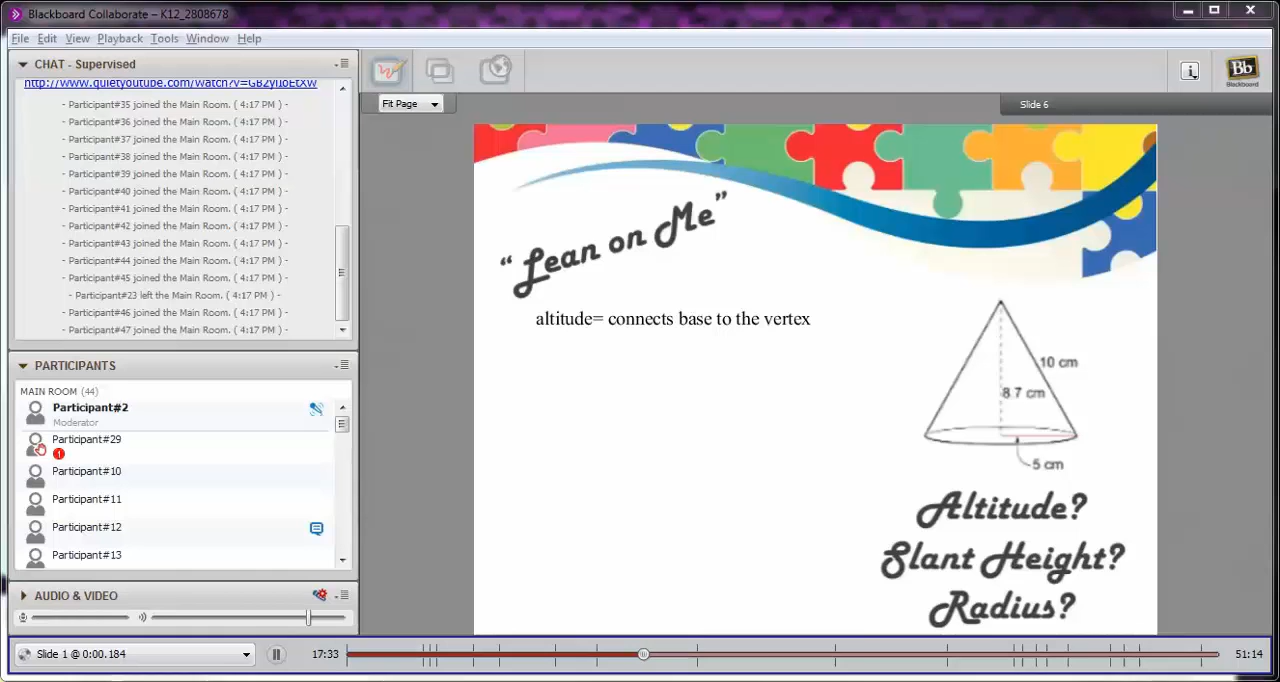 Blackboard Collaborate – K12_2808678
File Edit View Playback Tools Window Help
CHAT - Supervised
http://www.quietyoutube.com/watch?v=GB2yiIoEtXw
- Participant#35 joined the Main Room. ( 4:17 PM ) -
- Participant#36 joined the Main Room. ( 4:17 PM ) -
- Participant#37 joined the Main Room. ( 4:17 PM ) -
- Participant#38 joined the Main Room. ( 4:17 PM ) -
- Participant#39 joined the Main Room. ( 4:17 PM ) -
- Participant#40 joined the Main Room. ( 4:17 PM ) -
- Participant#41 joined the Main Room. ( 4:17 PM ) -
- Participant#42 joined the Main Room. ( 4:17 PM ) -
- Participant#43 joined the Main Room. ( 4:17 PM ) -
- Participant#44 joined the Main Room. ( 4:17 PM ) -
- Participant#45 joined the Main Room. ( 4:17 PM ) -
- Participant#23 left the Main Room. ( 4:17 PM ) -
- Participant#46 joined the Main Room. ( 4:17 PM ) -
- Participant#47 joined the Main Room. ( 4:17 PM ) -
PARTICIPANTS
MAIN ROOM (44)
Participant#2
Moderator
Participant#29
1
Participant#10
Participant#11
Participant#12
Participant#13
AUDIO & VIDEO
Slide 1 @ 0:00.184
17:33
51:14
Bb
Blackboard
Fit Page
Slide 6
“ Lean on Me”
altitude= connects base to the vertex
10 cm
8.7 cm
5 cm
Altitude?
Slant Height?
Radius?